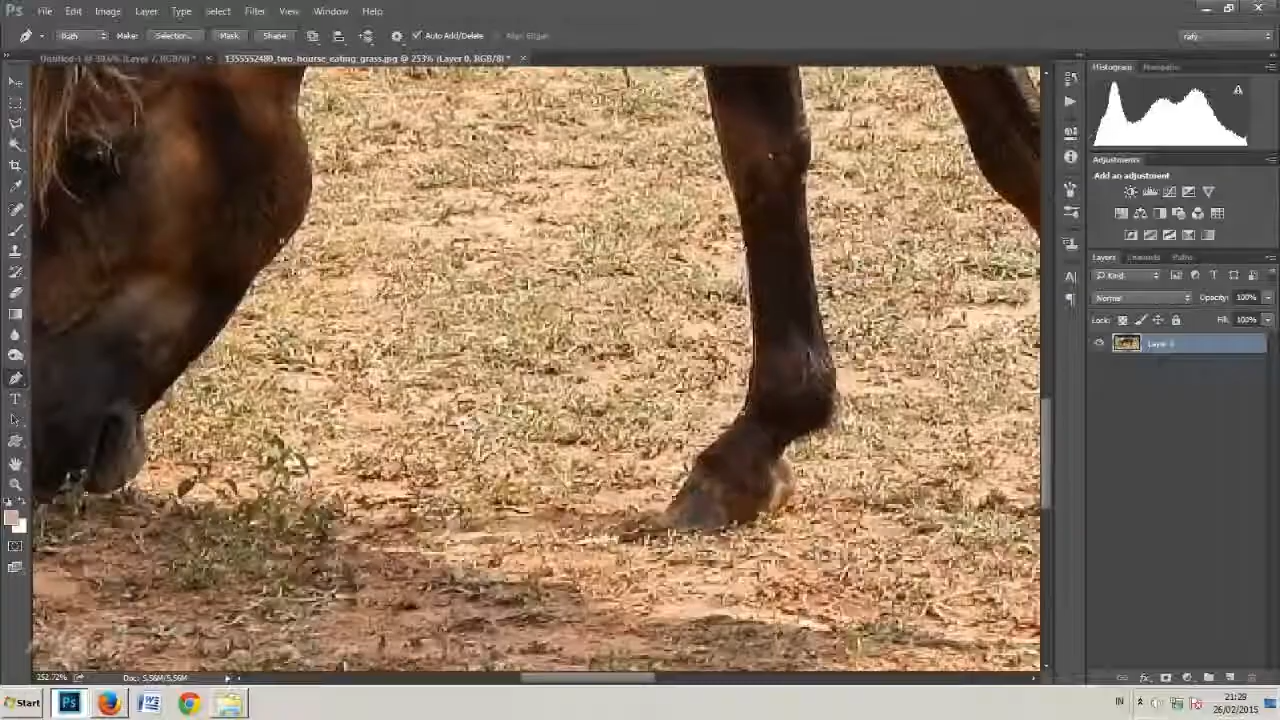 Ps File Edit Image Layer Type Select Filter View Window Help
Path Make: Selection... Mask Shape Auto Add/Delete Align Edges rafy
Untitled-1 @ 39.6% (Layer 7, RGB/8) * × 1355552480_two_hourse_eating_grass.jpg @ 253% (Layer 0, RGB/8) * ×
Histogram Navigator
Adjustments
Add an adjustment
Layers Channels Paths
Kind
Normal Opacity: 100%
Lock: Fill: 100%
Layer 0
252.72% Doc: 5.56M/5.56M
Start Ps IN 21:29
26/02/2015